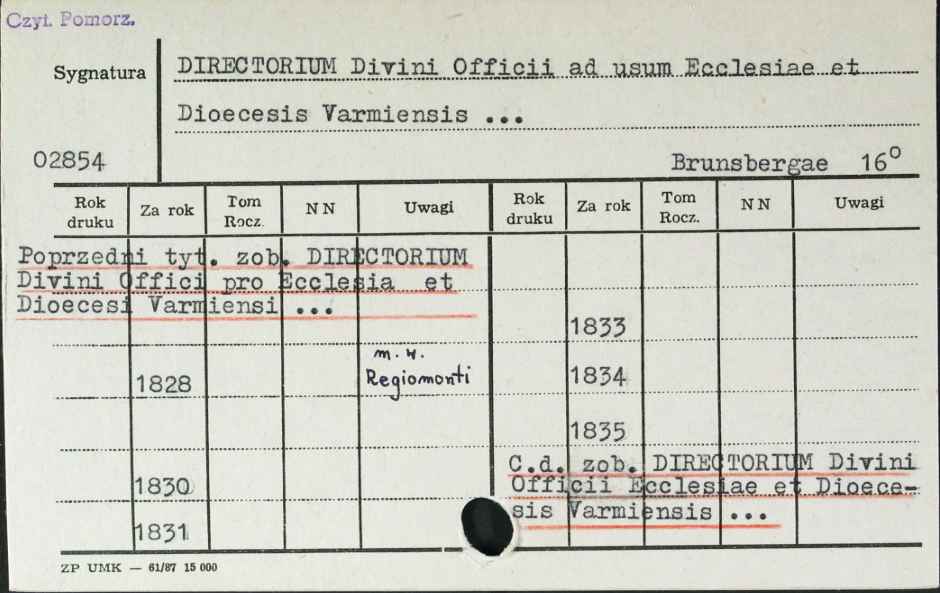 Czyt. Pomorz.
Sygnatura
DIRECTORIUM Divini Officii ad usum Ecclesiae et
Dioecesis Varmiensis ...
02854
Brunsbergae 16°
Rok druku
Za rok
Tom Rocz.
NN
Uwagi
Rok druku
Za rok
Tom Rocz.
NN
Uwagi
Poprzedni tyt. zob. DIRECTORIUM
Divini Offici pro Ecclesia et
Dioecesi Varmiensi ...
m. w.
1828
Regiomonti
1830
1831
1833
1834
1835
C.d. zob. DIRECTORIUM Divini
Officii Ecclesiae et Dioece-
sis Varmiensis ...
ZP UMK — 61/87 15 000